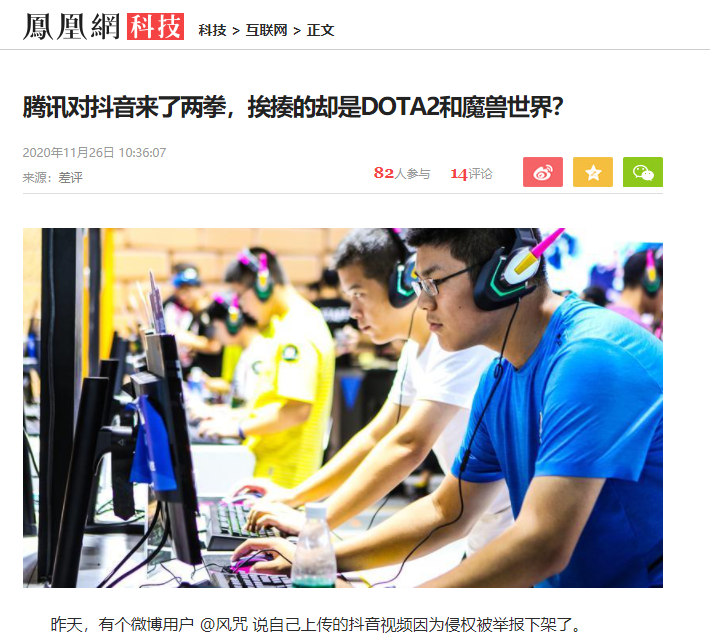 鳳凰網科技 科技 > 互联网 > 正文
腾讯对抖音来了两拳，挨揍的却是DOTA2和魔兽世界？
2020年11月26日 10:36:07
来源：差评
82人参与 14评论
昨天，有个微博用户 @风咒 说自己上传的抖音视频因为侵权被举报下架了。